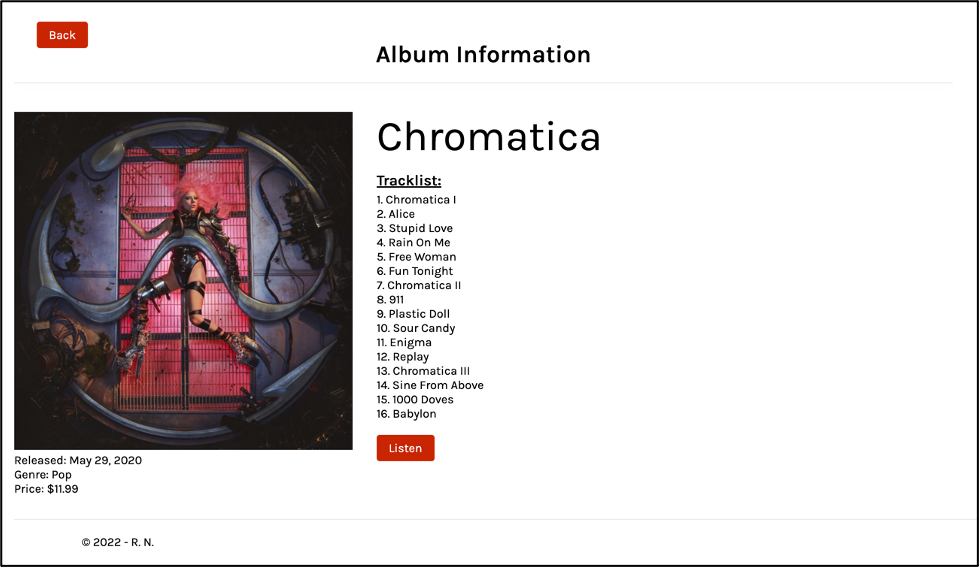 Back
Album Information
Chromatica
Tracklist:
1. Chromatica I
2. Alice
3. Stupid Love
4. Rain On Me
5. Free Woman
6. Fun Tonight
7. Chromatica II
8. 911
9. Plastic Doll
10. Sour Candy
11. Enigma
12. Replay
13. Chromatica III
14. Sine From Above
15. 1000 Doves
16. Babylon
Listen
Released: May 29, 2020
Genre: Pop
Price: $11.99
© 2022 - R. N.